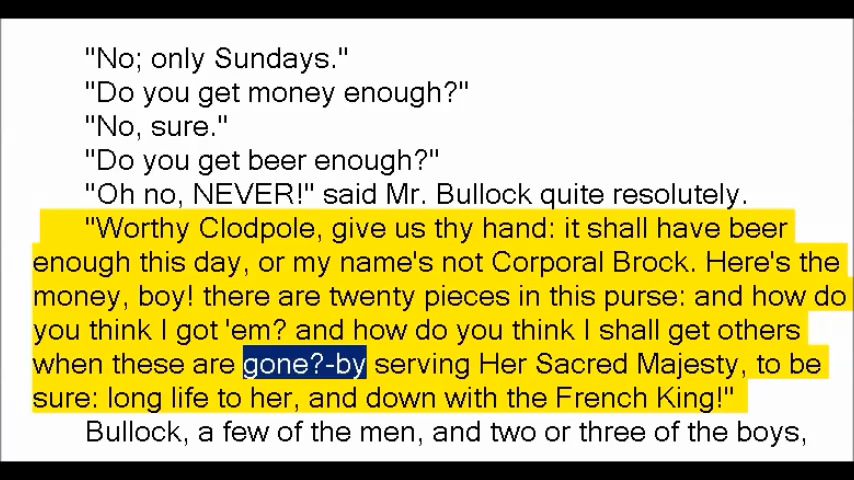 "No; only Sundays."
"Do you get money enough?"
"No, sure."
"Do you get beer enough?"
"Oh no, NEVER!" said Mr. Bullock quite resolutely.
"Worthy Clodpole, give us thy hand: it shall have beer
enough this day, or my name's not Corporal Brock. Here's the
money, boy! there are twenty pieces in this purse: and how do
you think I got 'em? and how do you think I shall get others
when these are gone?-by serving Her Sacred Majesty, to be
sure: long life to her, and down with the French King!"
Bullock, a few of the men, and two or three of the boys,